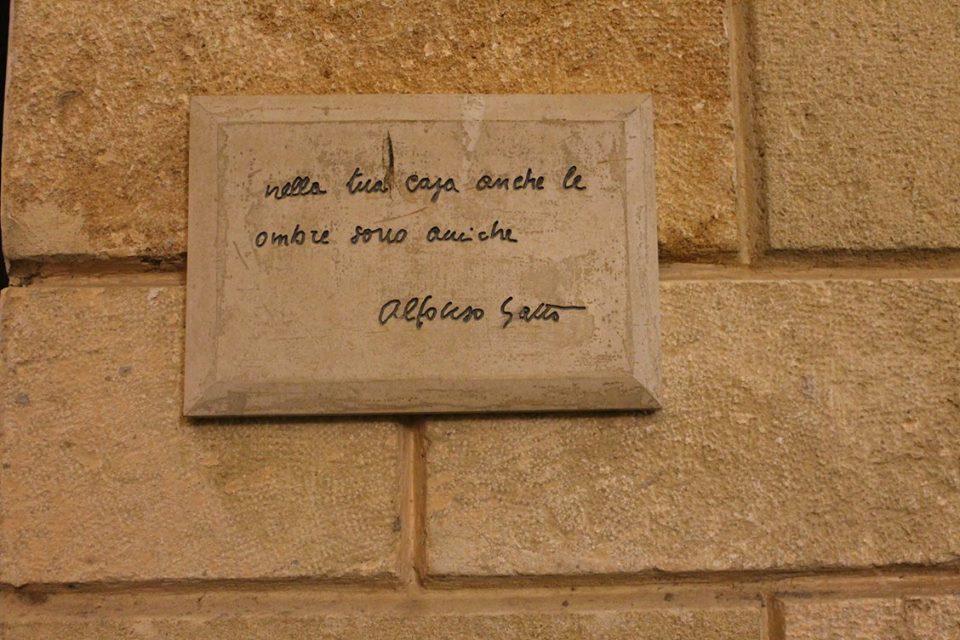 nella tua casa anche le
ombre sono amiche
Alfonso Gatto